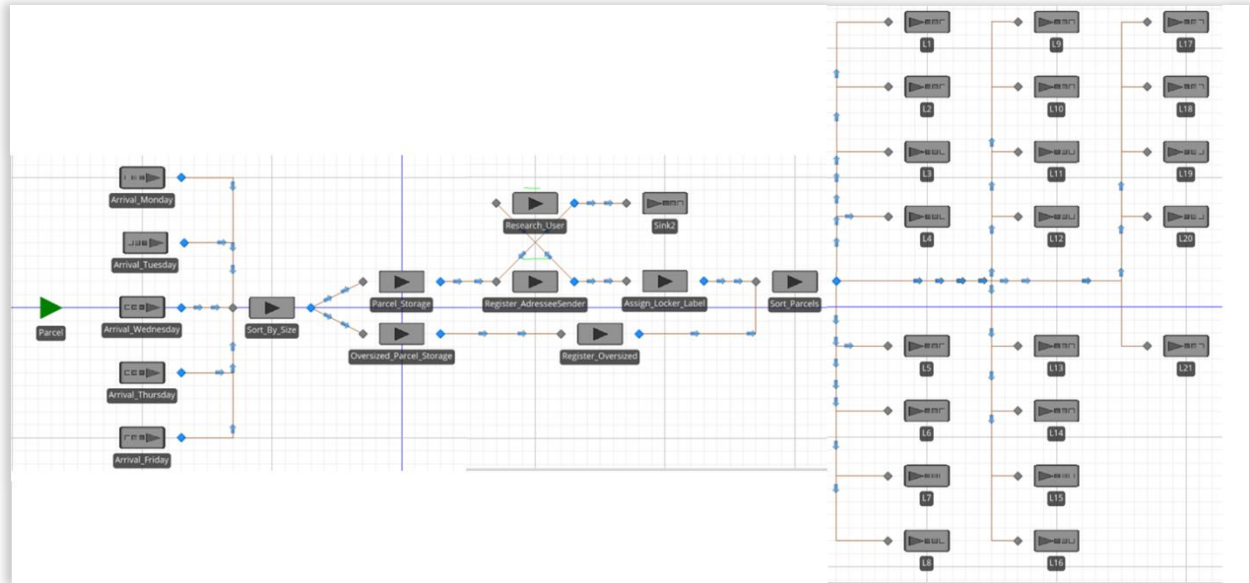 Arrival_Monday
Arrival_Tuesday
Parcel
Arrival_Wednesday
Arrival_Thursday
Arrival_Friday
Sort_By_Size
Parcel_Storage
Oversized_Parcel_Storage
Research_User
Sink2
Register_AdresseeSender
Assign_Locker_Label
Register_Oversized
Sort_Parcels
L1
L2
L3
L4
L5
L6
L7
L8
L9
L10
L11
L12
L13
L14
L15
L16
L17
L18
L19
L20
L21